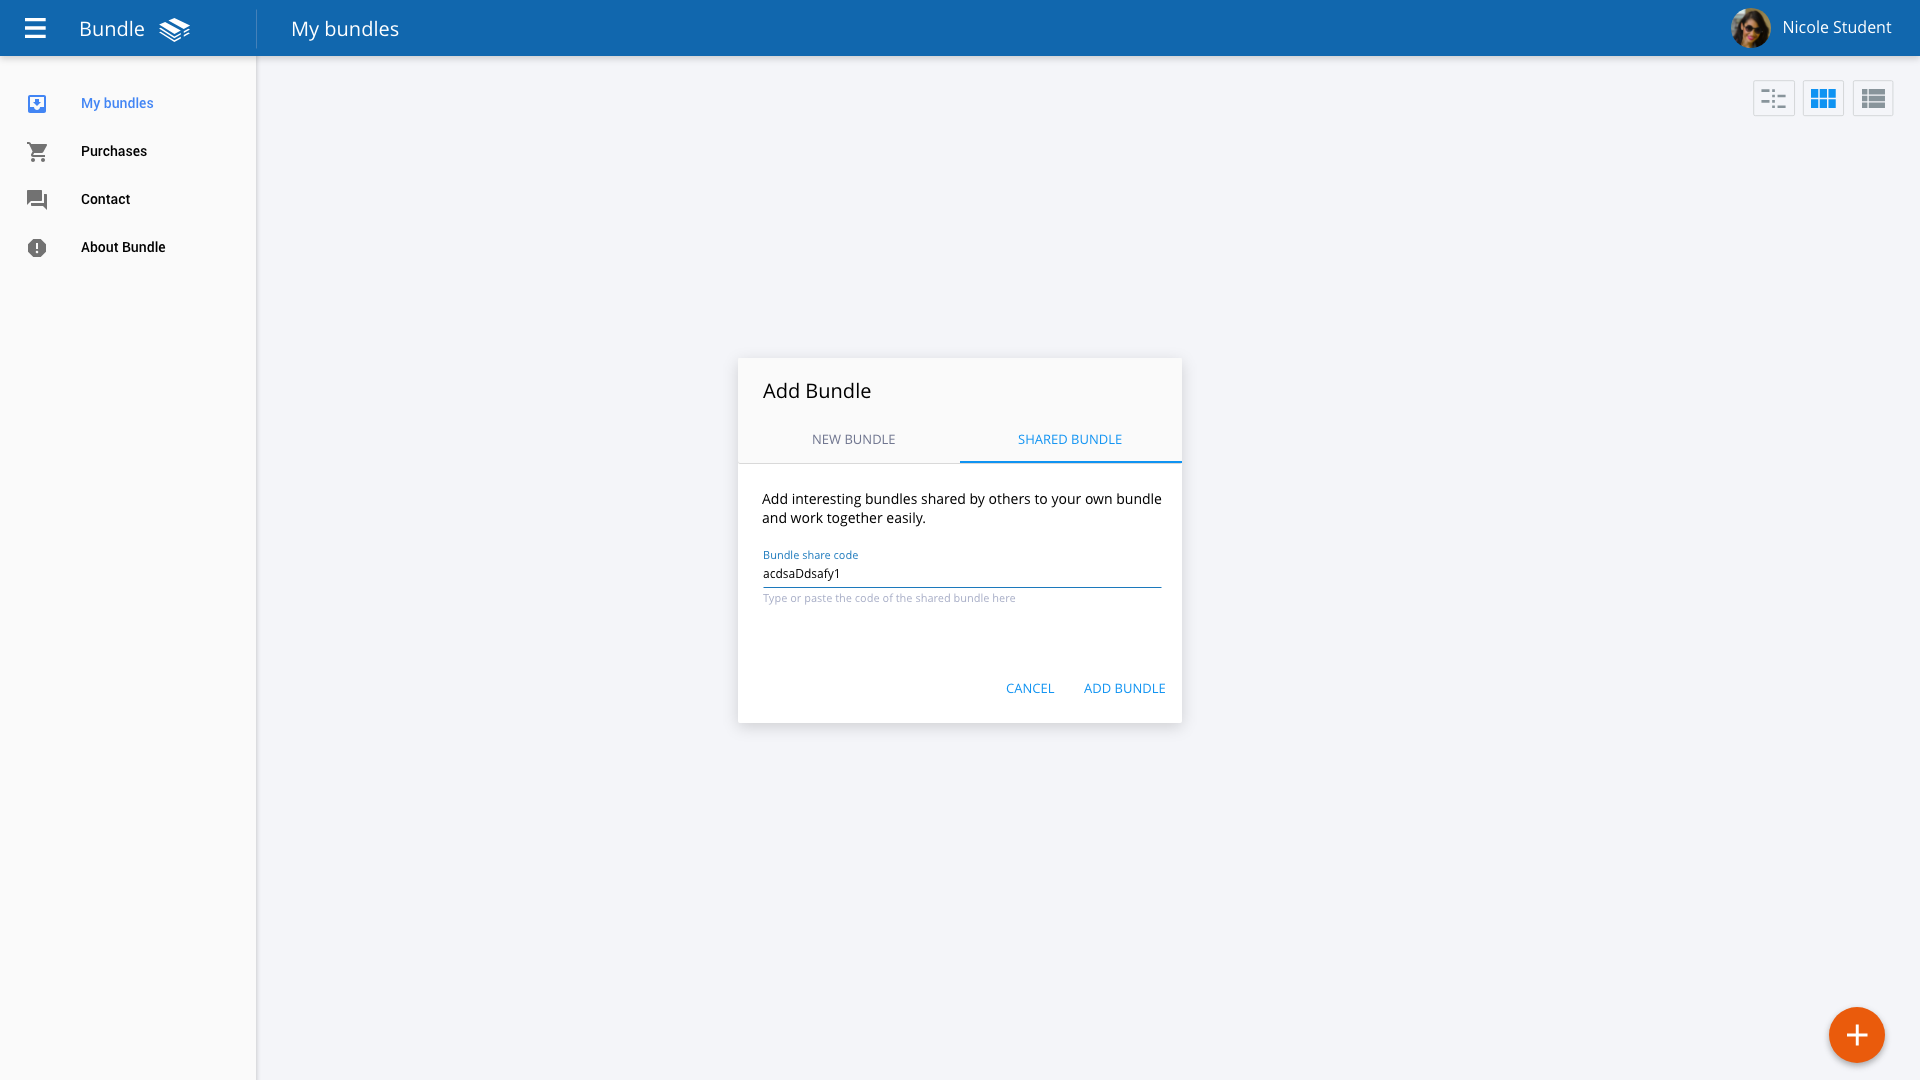 Bundle
My bundles
Nicole Student
My bundles
Purchases
Contact
About Bundle
Add Bundle
NEW BUNDLE
SHARED BUNDLE
Add interesting bundles shared by others to your own bundle
and work together easily.
Bundle share code
acdsaDdsafy1
Type or paste the code of the shared bundle here
CANCEL
ADD BUNDLE